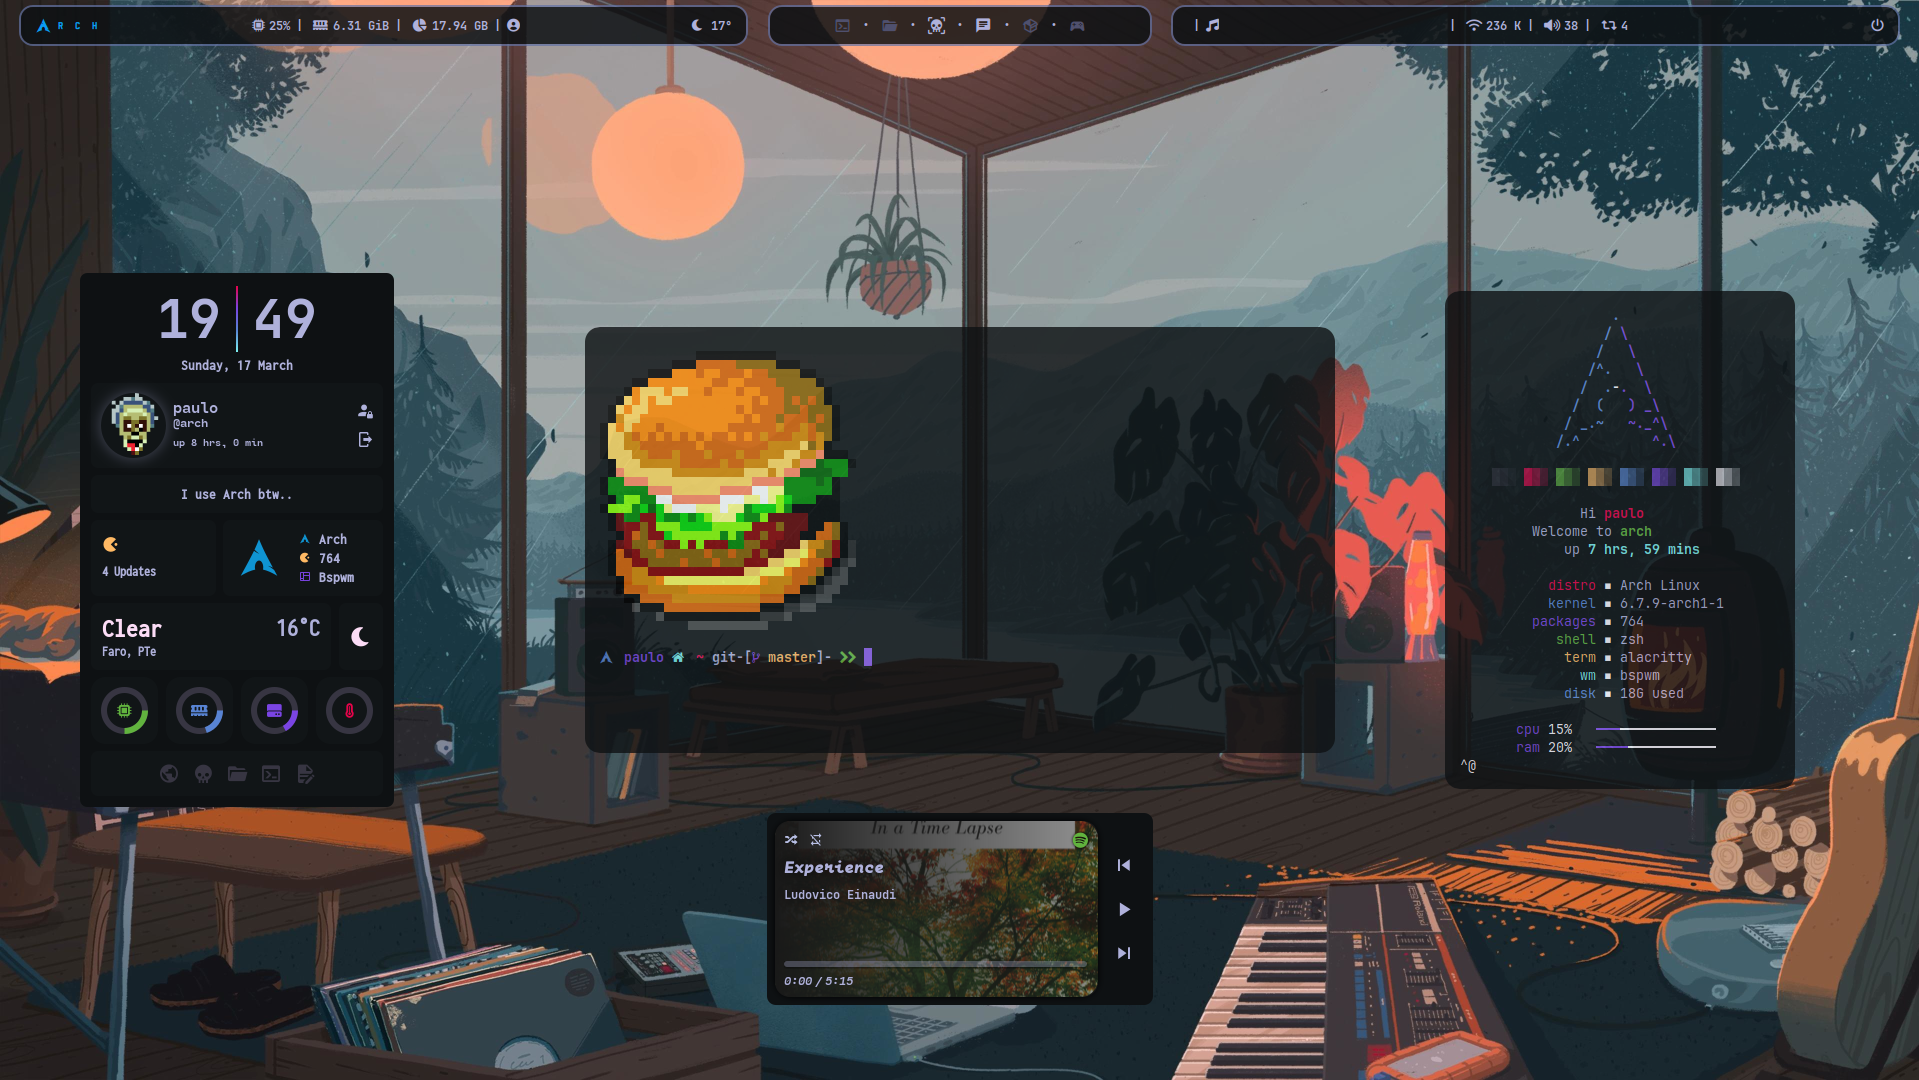 A R C H
25% | 6.31 GiB | 17.94 GB |
17°
| 236 K | 38 | 4
19 | 49
Sunday, 17 March
paulo
@arch
up 8 hrs, 0 min
I use Arch btw..
4 Updates
Arch
764
Bspwm
Clear
16°C
Faro, PTe
paulo ~ git-[ master]- >>
In a Time Lapse
Experience
Ludovico Einaudi
0:00 / 5:15
Hi paulo
Welcome to arch
up 7 hrs, 59 mins
distro ▪ Arch Linux
kernel ▪ 6.7.9-arch1-1
packages ▪ 764
shell ▪ zsh
term ▪ alacritty
wm ▪ bspwm
disk ▪ 18G used
cpu 15%
ram 20%
^@
Roland